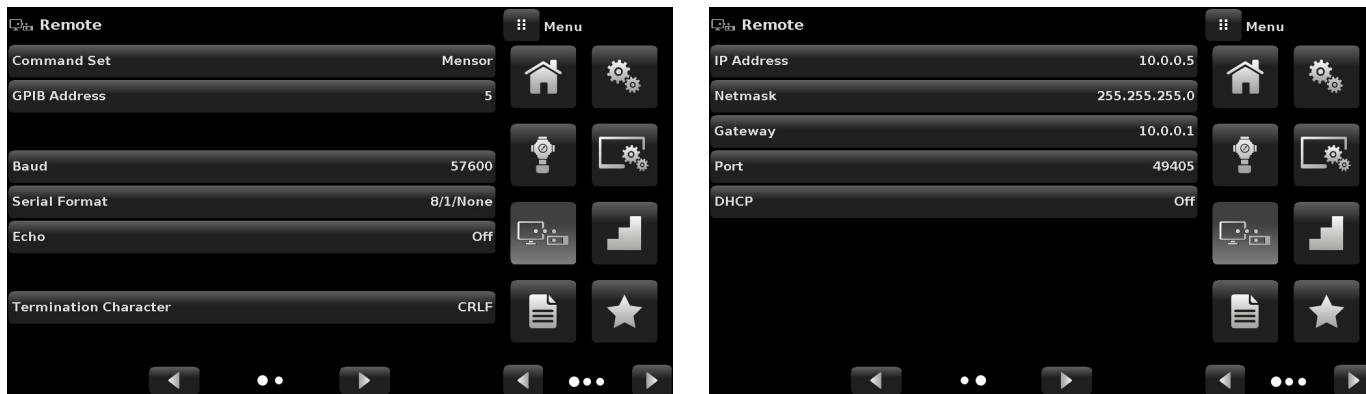 Remote
Menu
Command Set Mensor
GPIB Address 5
Baud 57600
Serial Format 8/1/None
Echo Off
Termination Character CRLF
Remote
Menu
IP Address 10.0.0.5
Netmask 255.255.255.0
Gateway 10.0.0.1
Port 49405
DHCP Off